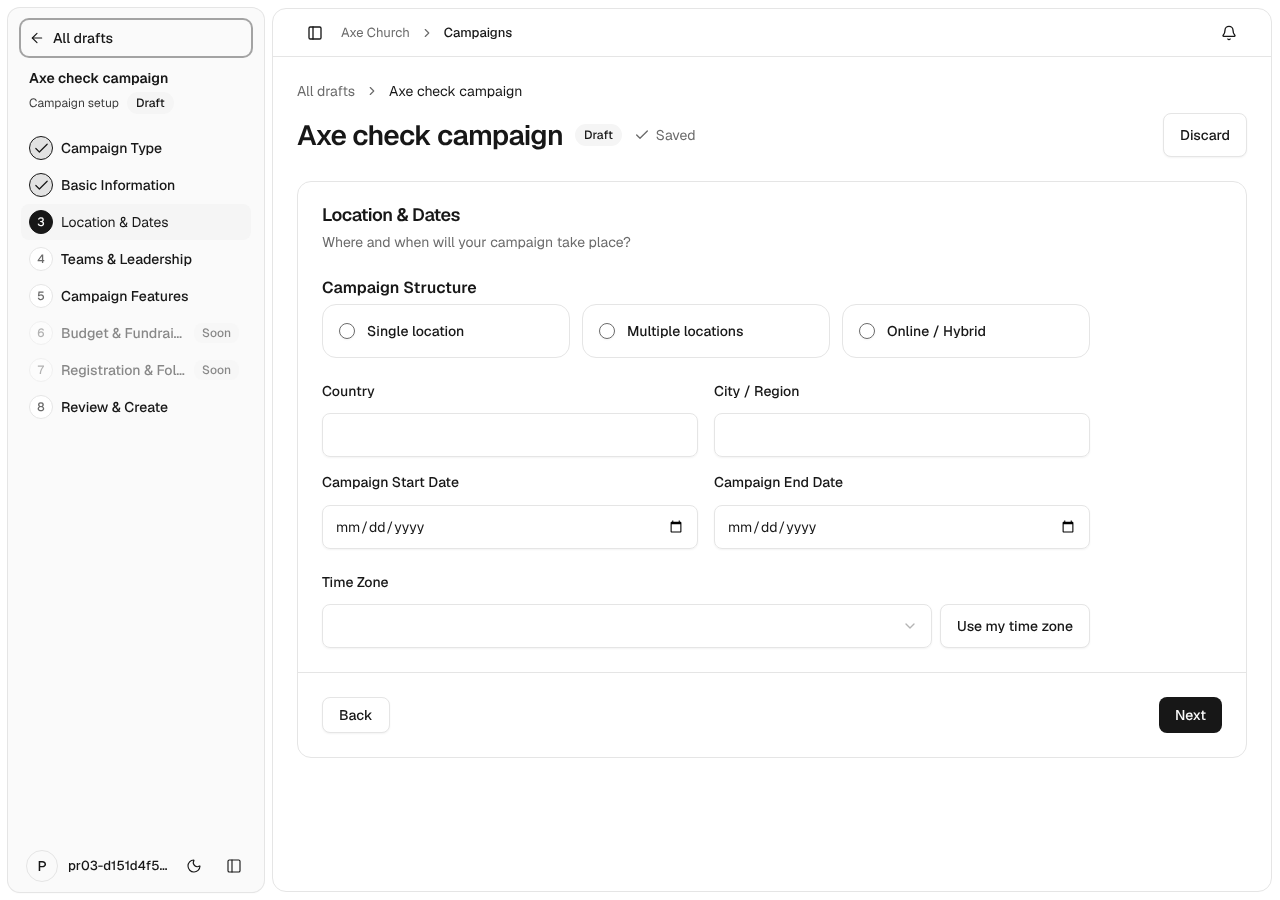 All drafts
Axe check campaign
Campaign setup Draft
Campaign Type
Basic Information
3 Location & Dates
4 Teams & Leadership
5 Campaign Features
6 Budget & Fundrai... Soon
7 Registration & Fol... Soon
8 Review & Create
P pr03-d151d4f5...
Axe Church Campaigns
All drafts Axe check campaign
Axe check campaign Draft Saved Discard
Location & Dates
Where and when will your campaign take place?
Campaign Structure
Single location Multiple locations Online / Hybrid
Country City / Region
Campaign Start Date Campaign End Date
mm/dd/yyyy mm/dd/yyyy
Time Zone
Use my time zone
Back Next